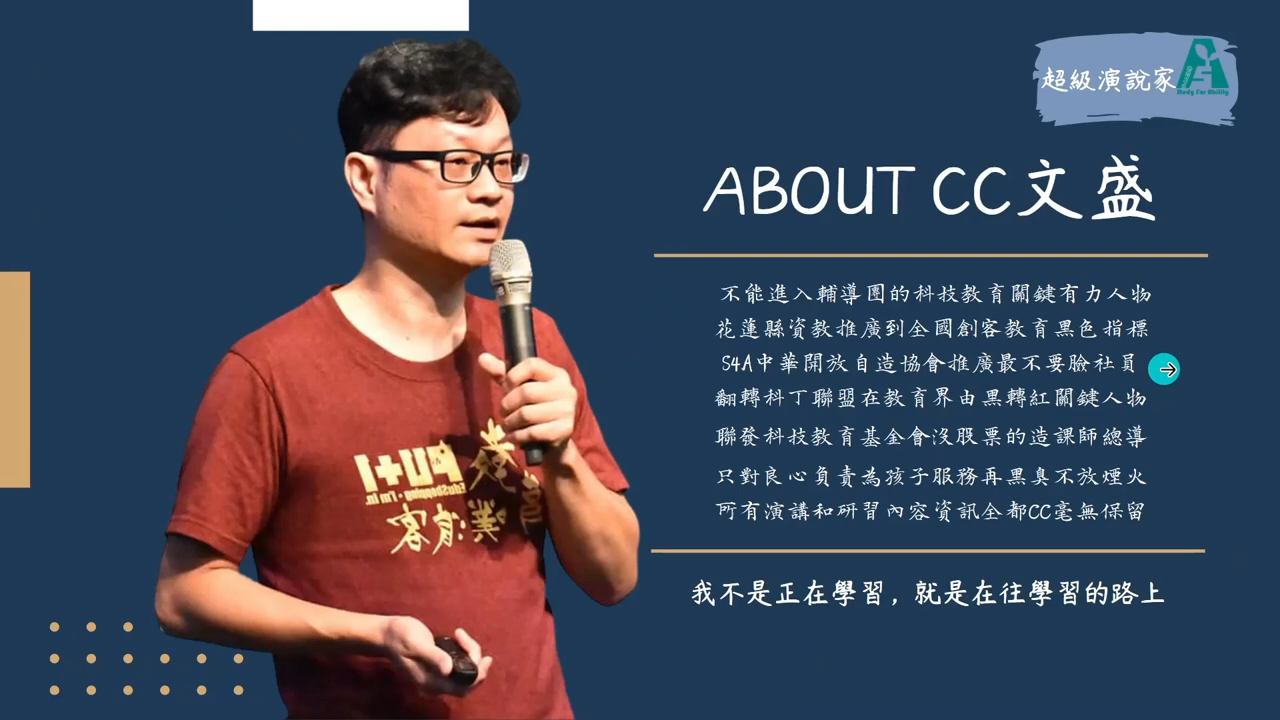 超級演說家
Ready For Ability
ABOUT CC文盛
不能進入輔導團的科技教育關鍵有力人物
花蓮縣資教推廣到全國創客教育黑色指標
S4A中華開放自造協會推廣最不要臉社員
翻轉科丁聯盟在教育界由黑轉紅關鍵人物
聯發科技教育基金會沒股票的造課師總導
只對良心負責為孩子服務再黑臭不放煙火
所有演講和研習內容資訊全都CC毫無保留
我不是正在學習，就是在往學習的路上